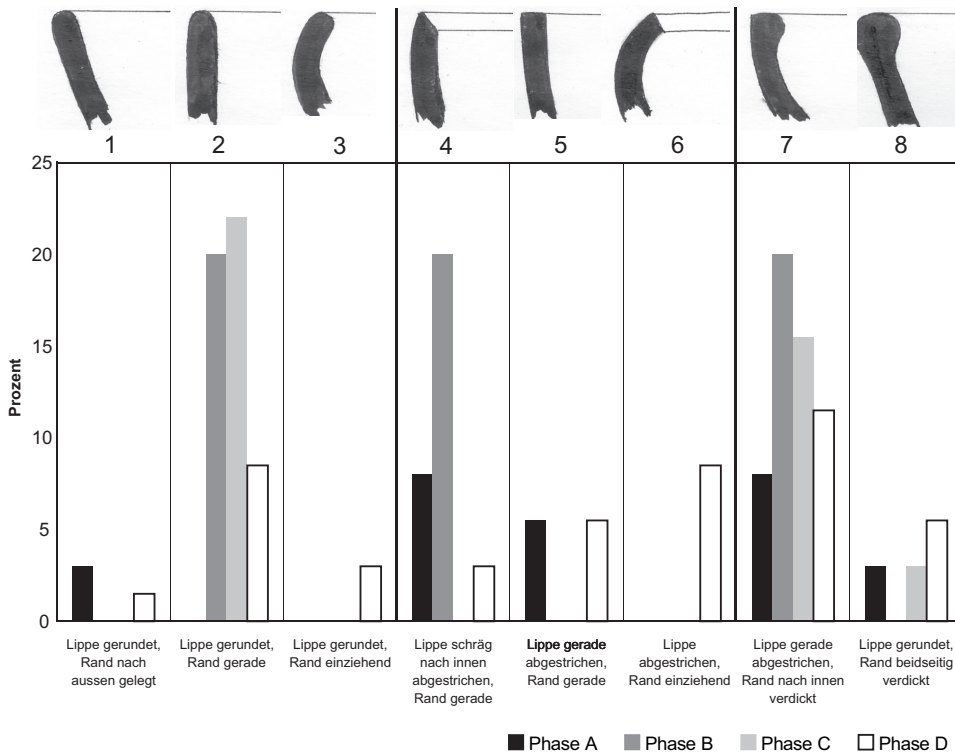 1 2 3 4 5 6 7 8
25
20
15
10
5
0
Prozent
Lippe gerundet,
Rand nach
aussen gelegt
Lippe gerundet,
Rand gerade
Lippe gerundet,
Rand einziehend
Lippe schräg
nach innen
abgestrichen,
Rand gerade
Lippe gerade
abgestrichen,
Rand gerade
Lippe
abgestrichen,
Rand einziehend
Lippe gerade
abgestrichen,
Rand nach innen
verdickt
Lippe gerundet,
Rand beidseitig
verdickt
Phase A Phase B Phase C Phase D